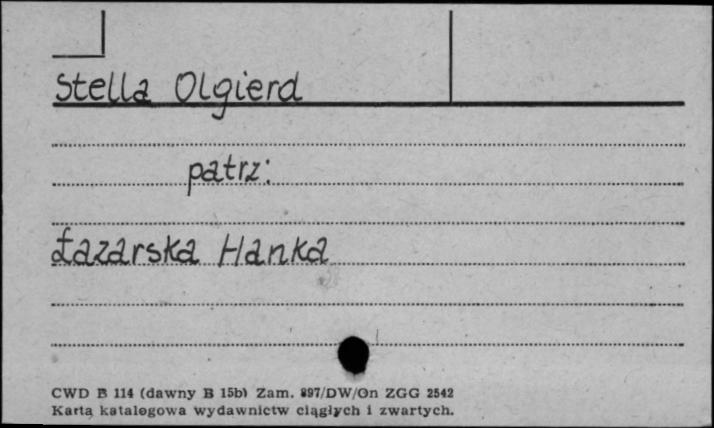 Stella Olgierd
patrz:
Łazarska Hanka
CWD B 114 (dawny B 15b) Zam. 897/DW/On ZGG 2542
Karta katalogowa wydawnictw ciągłych i zwartych.